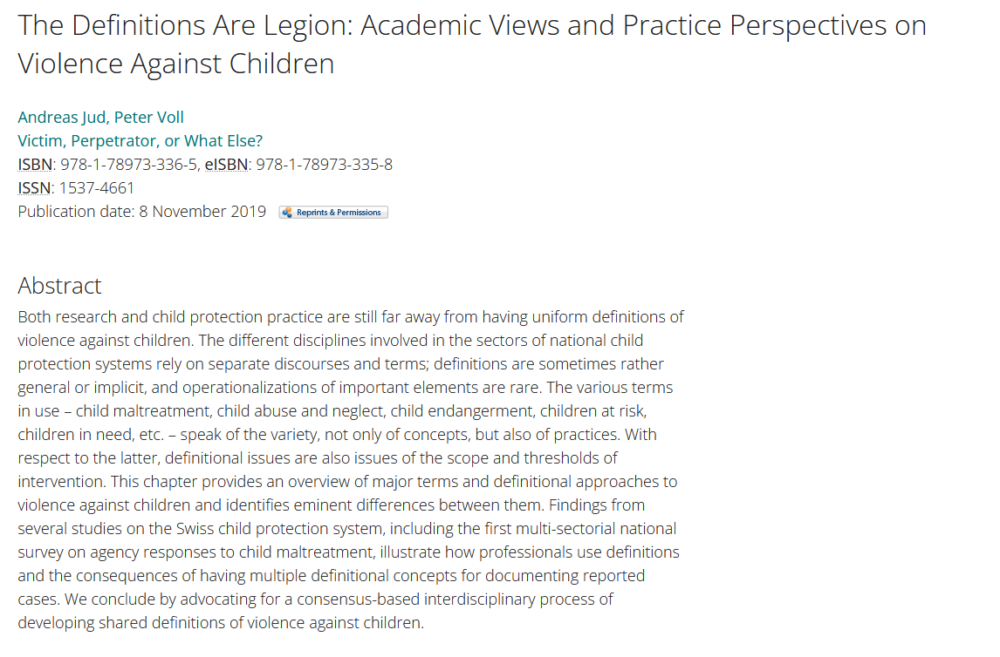 The Definitions Are Legion: Academic Views and Practice Perspectives on
Violence Against Children
Andreas Jud, Peter Voll
Victim, Perpetrator, or What Else?
ISBN: 978-1-78973-336-5, eISBN: 978-1-78973-335-8
ISSN: 1537-4661
Publication date: 8 November 2019 Reprints & Permissions
Abstract
Both research and child protection practice are still far away from having uniform definitions of
violence against children. The different disciplines involved in the sectors of national child
protection systems rely on separate discourses and terms; definitions are sometimes rather
general or implicit, and operationalizations of important elements are rare. The various terms
in use – child maltreatment, child abuse and neglect, child endangerment, children at risk,
children in need, etc. – speak of the variety, not only of concepts, but also of practices. With
respect to the latter, definitional issues are also issues of the scope and thresholds of
intervention. This chapter provides an overview of major terms and definitional approaches to
violence against children and identifies eminent differences between them. Findings from
several studies on the Swiss child protection system, including the first multi-sectorial national
survey on agency responses to child maltreatment, illustrate how professionals use definitions
and the consequences of having multiple definitional concepts for documenting reported
cases. We conclude by advocating for a consensus-based interdisciplinary process of
developing shared definitions of violence against children.